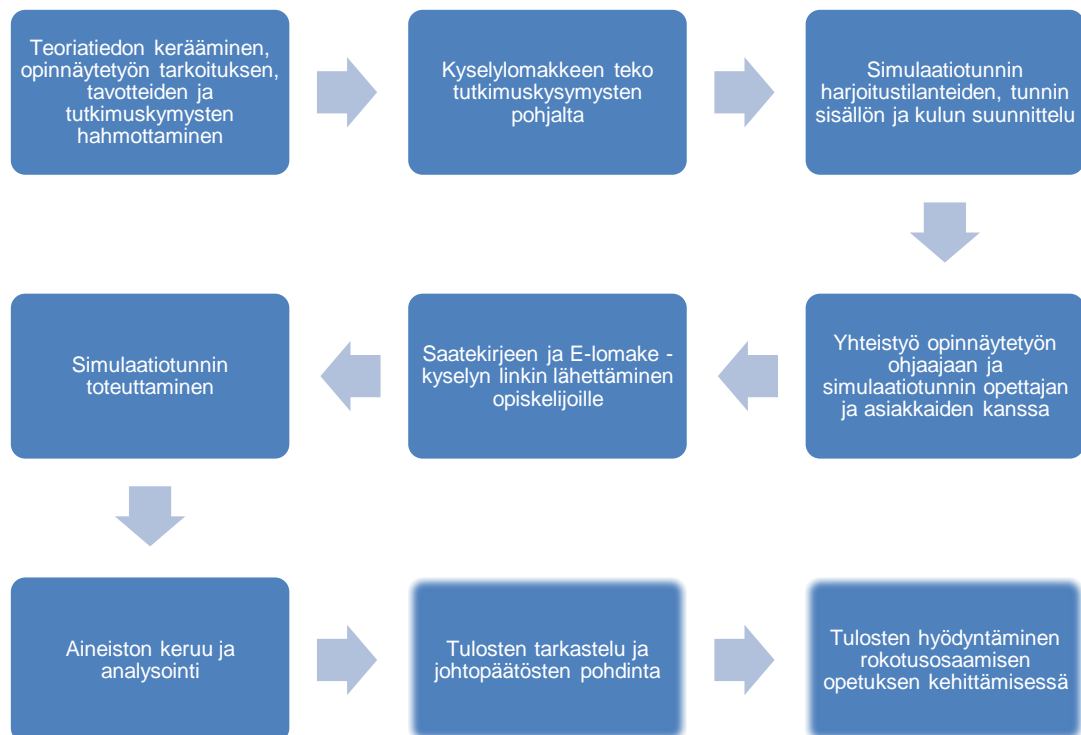 Teoriatiedon kerääminen,
opinnäytetyön tarkoituksen,
tavotteiden ja
tutkimuskymysten
hahmottaminen
Kyselylomakkeen teko
tutkimuskysymysten
pohjalta
Simulaatiotunnin
harjoitustilanteiden, tunnin
sisällön ja kulun suunnittelu
Yhteistyö opinnäytetyön
ohjaajaan ja
simulaatiotunnin opettajan
ja asiakkaiden kanssa
Saatekirjeen ja E-lomake -
kyselyn linkin lähettäminen
opiskelijoille
Simulaatiotunnin
toteuttaminen
Aineiston keruu ja
analysointi
Tulosten tarkastelu ja
johtopäätösten pohdinta
Tulosten hyödyntäminen
rokotusosaamisen
opetuksen kehittämisessä